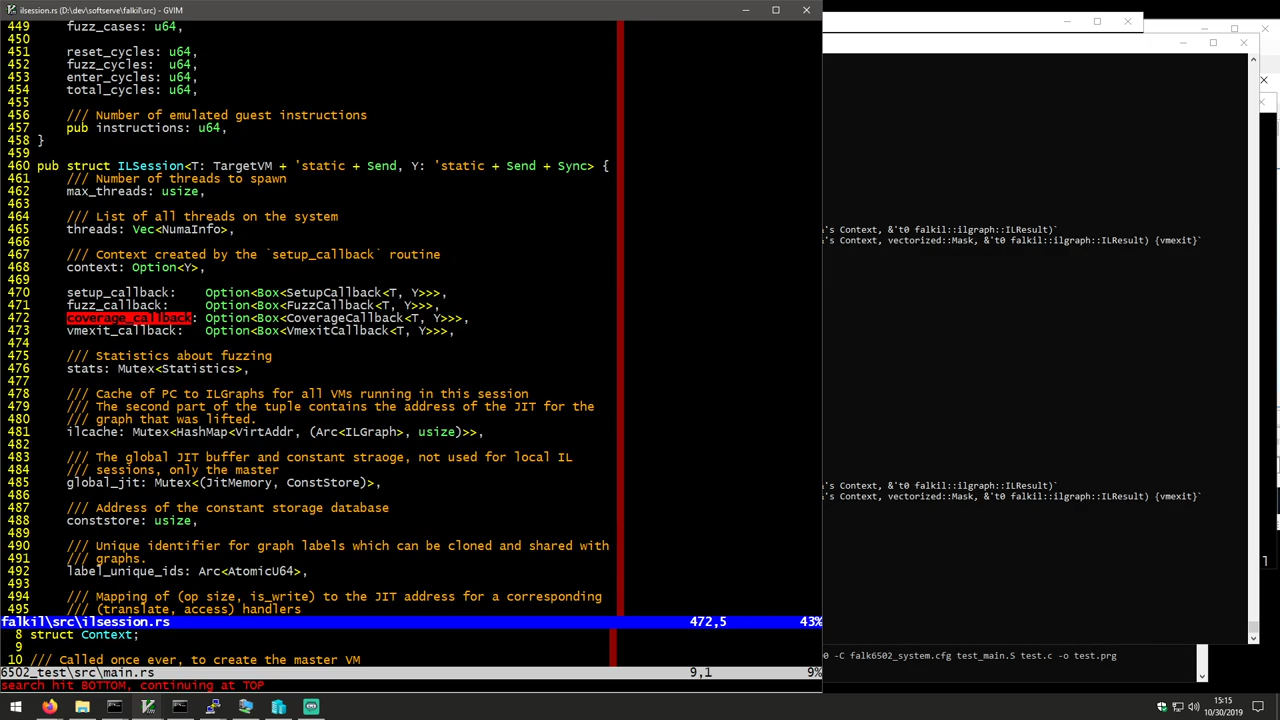 ilsession.rs (D:\dev\softserve\falkil\src) - GVIM
449     fuzz_cases: u64,
450
451     reset_cycles: u64,
452     fuzz_cycles: u64,
453     enter_cycles: u64,
454     total_cycles: u64,
455
456     /// Number of emulated guest instructions
457     pub instructions: u64,
458 }
459
460 pub struct ILSession<T: TargetVM + 'static + Send, Y: 'static + Send + Sync> {
461     /// Number of threads to spawn
462     max_threads: usize,
463
464     /// List of all threads on the system
465     threads: Vec<NumaInfo>,
466
467     /// Context created by the `setup_callback` routine
468     context: Option<Y>,
469
470     setup_callback:    Option<Box<SetupCallback<T, Y>>>,
471     fuzz_callback:     Option<Box<FuzzCallback<T, Y>>>,
472     coverage_callback: Option<Box<CoverageCallback<T, Y>>>,
473     vmexit_callback:   Option<Box<VmexitCallback<T, Y>>>,
474
475     /// Statistics about fuzzing
476     stats: Mutex<Statistics>,
477
478     /// Cache of PC to ILGraphs for all VMs running in this session
479     /// The second part of the tuple contains the address of the JIT for the
480     /// graph that was lifted.
481     ilcache: Mutex<HashMap<VirtAddr, (Arc<ILGraph>, usize)>>,
482
483     /// The global JIT buffer and constant straoge, not used for local IL
484     /// sessions, only the master
485     global_jit: Mutex<(JitMemory, ConstStore)>,
486
487     /// Address of the constant storage database
488     conststore: usize,
489
490     /// Unique identifier for graph labels which can be cloned and shared with
491     /// graphs.
492     label_unique_ids: Arc<AtomicU64>,
493
494     /// Mapping of (op size, is_write) to the JIT address for a corresponding
495     /// (translate, access) handlers
falkil\src\ilsession.rs 472,5 43%
8 struct Context;
9
10 /// Called once ever, to create the master VM
6502_test\src\main.rs 9,1 9%
search hit BOTTOM, continuing at TOP
's Context, &'t0 falkil::ilgraph::ILResult)`
&'s Context, vectorized::Mask, &'t0 falkil::ilgraph::ILResult) {vmexit}`
's Context, &'t0 falkil::ilgraph::ILResult)`
&'s Context, vectorized::Mask, &'t0 falkil::ilgraph::ILResult) {vmexit}`
0 -C falk6502_system.cfg test_main.S test.c -o test.prg
15:15
10/30/2019